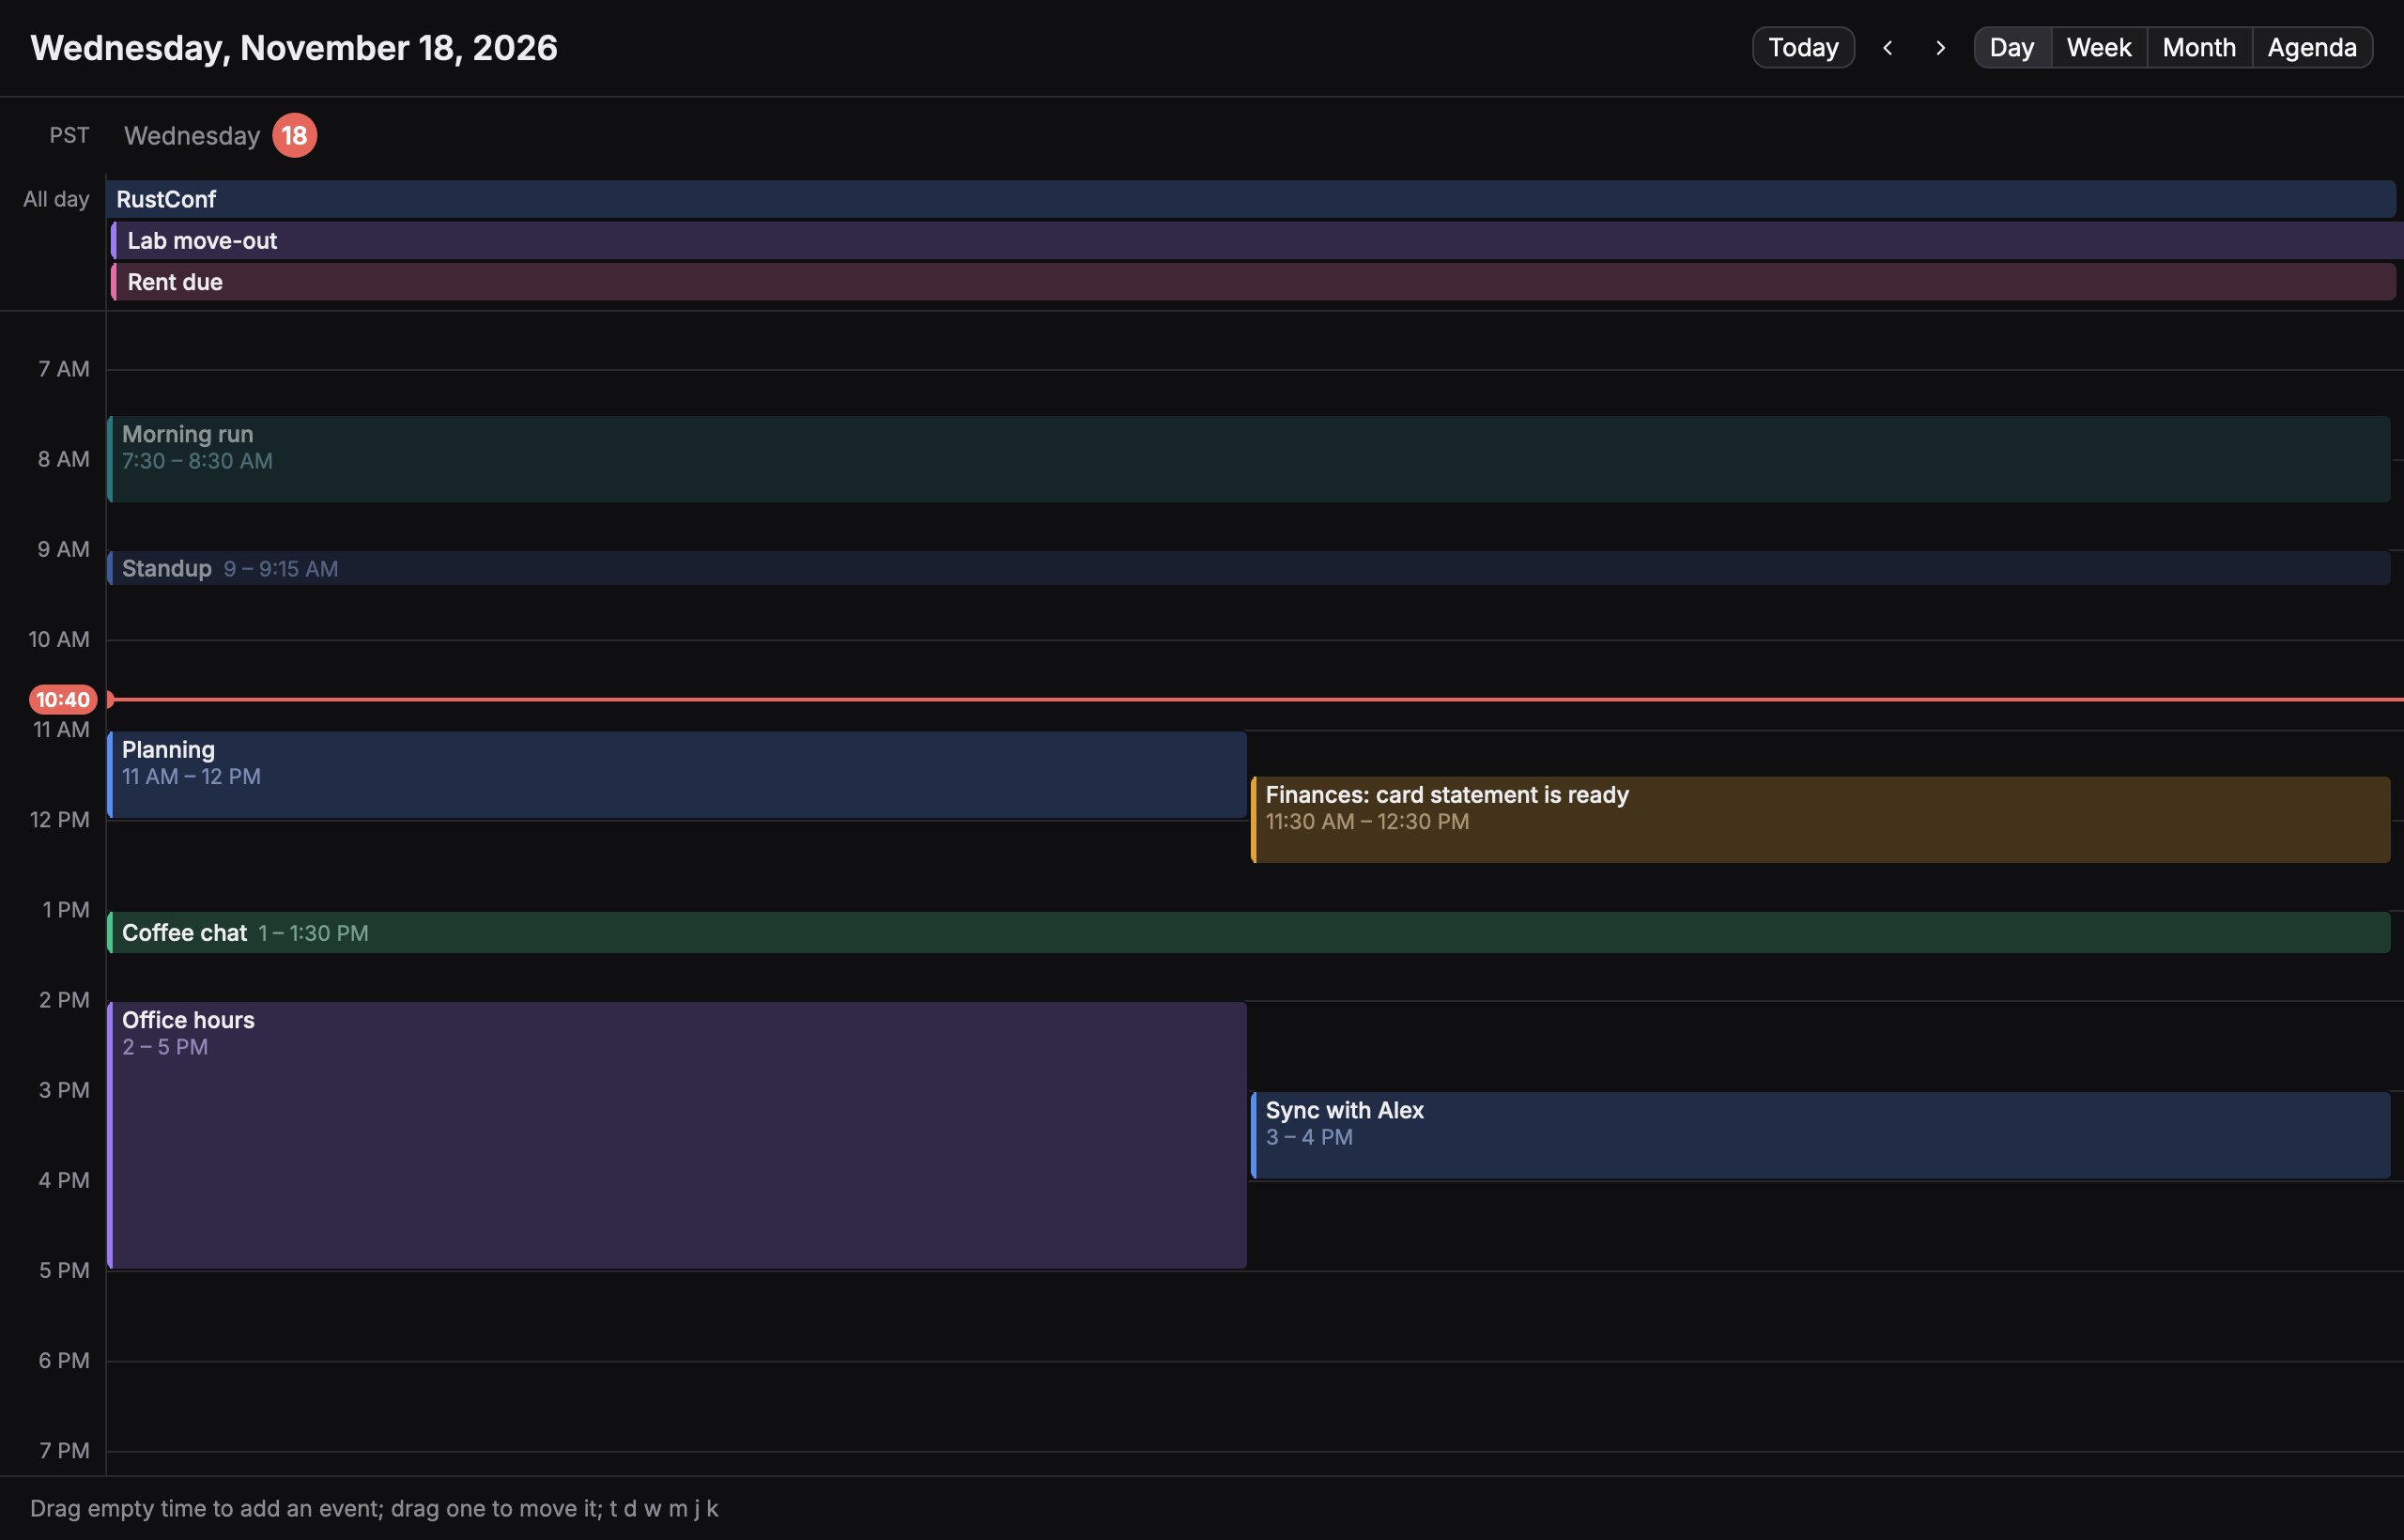 Wednesday, November 18, 2026
Today
Day
Week
Month
Agenda
PST
Wednesday 18
All day
RustConf
Lab move-out
Rent due
7 AM
Morning run
7:30 – 8:30 AM
8 AM
9 AM
Standup 9 – 9:15 AM
10 AM
10:40
11 AM
Planning
11 AM – 12 PM
Finances: card statement is ready
11:30 AM – 12:30 PM
12 PM
1 PM
Coffee chat 1 – 1:30 PM
2 PM
Office hours
2 – 5 PM
3 PM
Sync with Alex
3 – 4 PM
4 PM
5 PM
6 PM
7 PM
Drag empty time to add an event; drag one to move it; t d w m j k